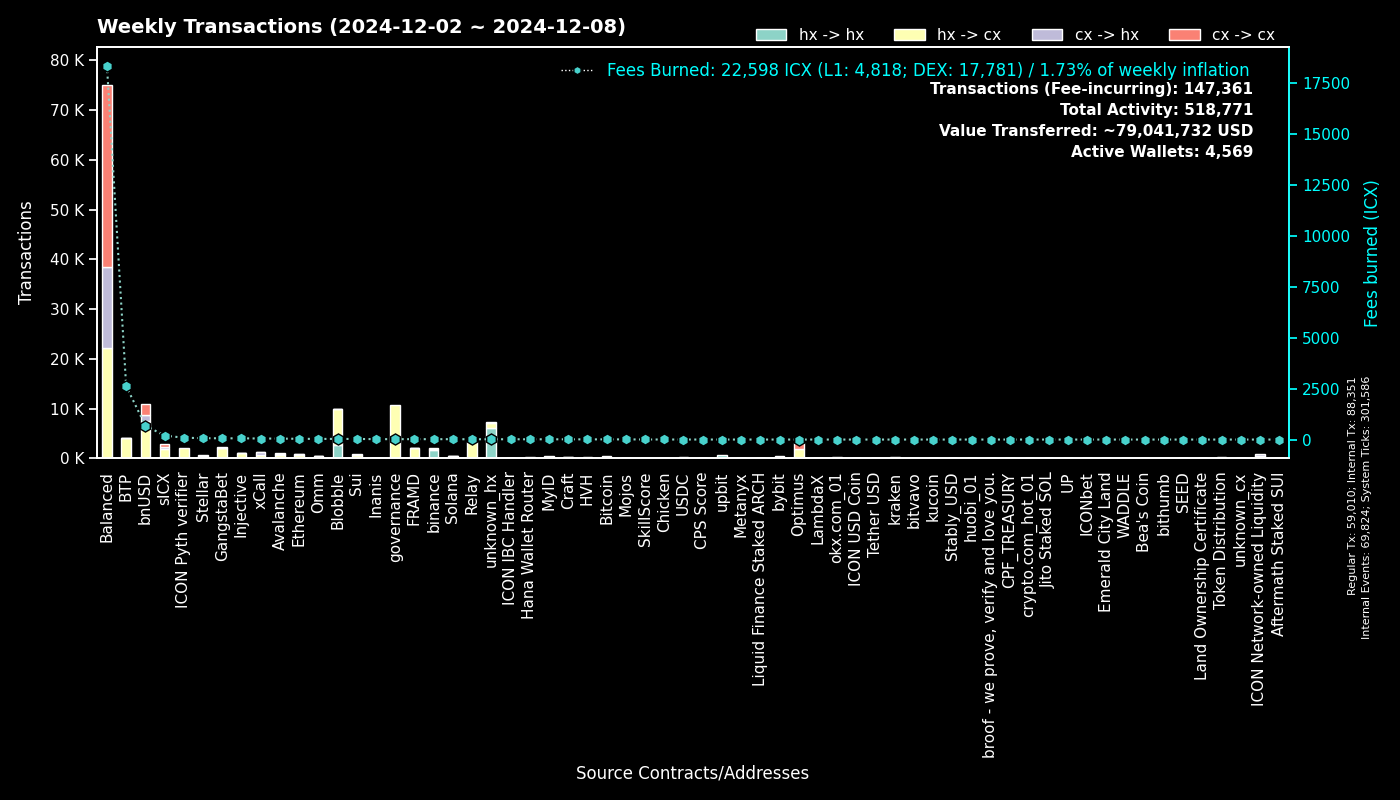 Weekly Transactions (2024-12-02 ~ 2024-12-08)
hx -> hx
hx -> cx
cx -> hx
cx -> cx
Fees Burned: 22,598 ICX (L1: 4,818; DEX: 17,781) / 1.73% of weekly inflation
Transactions (Fee-incurring): 147,361
Total Activity: 518,771
Value Transferred: ~79,041,732 USD
Active Wallets: 4,569
Transactions
80 K
70 K
60 K
50 K
40 K
30 K
20 K
10 K
0 K
17500
15000
12500
10000
7500
5000
2500
0
Fees burned (ICX)
Regular Tx: 59,010; Internal Tx: 88,351
Internal Events: 69,824; System Ticks: 301,586
Balanced
BTP
bnUSD
sICX
ICON Pyth verifier
Stellar
GangstaBet
Injective
xCall
Avalanche
Ethereum
Omm
Blobble
Sui
Inanis
governance
FRAMD
binance
Solana
Relay
unknown_hx
ICON IBC Handler
Hana Wallet Router
MyID
Craft
HVH
Bitcoin
Mojos
SkillScore
Chicken
USDC
CPS Score
upbit
Metanyx
Liquid Finance Staked ARCH
bybit
Optimus
LambdaX
okx.com_01
ICON USD Coin
Tether USD
kraken
bitvavo
kucoin
Stably_USD
huobi_01
broof - we prove, verify and love you.
CPF_TREASURY
crypto.com_hot_01
Jito Staked SOL
UP
ICONbet
Emerald City Land
WADDLE
Bea's Coin
bithumb
SEED
Land Ownership Certificate
Token Distribution
unknown_cx
ICON Network-owned Liquidity
Aftermath Staked SUI
Source Contracts/Addresses